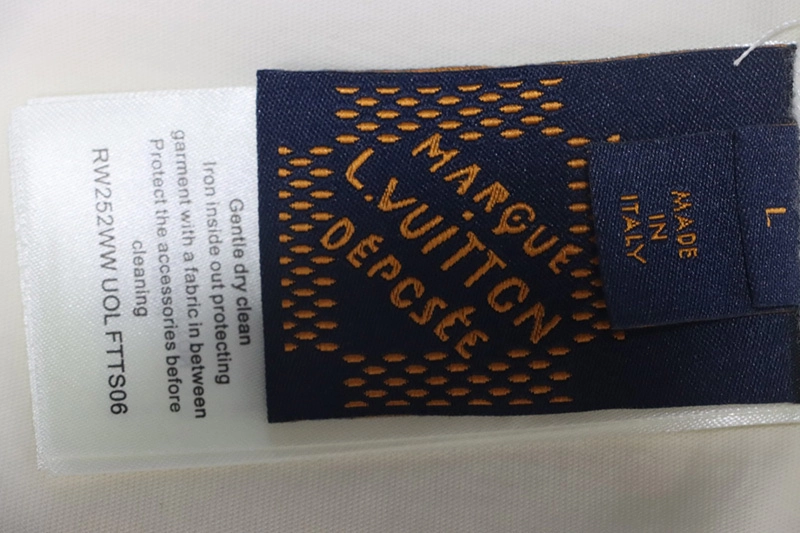 MARQUE
L.VUITTON
DÉPOSÉE
MADE
IN
ITALY
L
Gentle dry clean
Iron inside out protecting
garment with a fabric in between
Protect the accessories before
cleaning
RW252WW UOL FTTS06